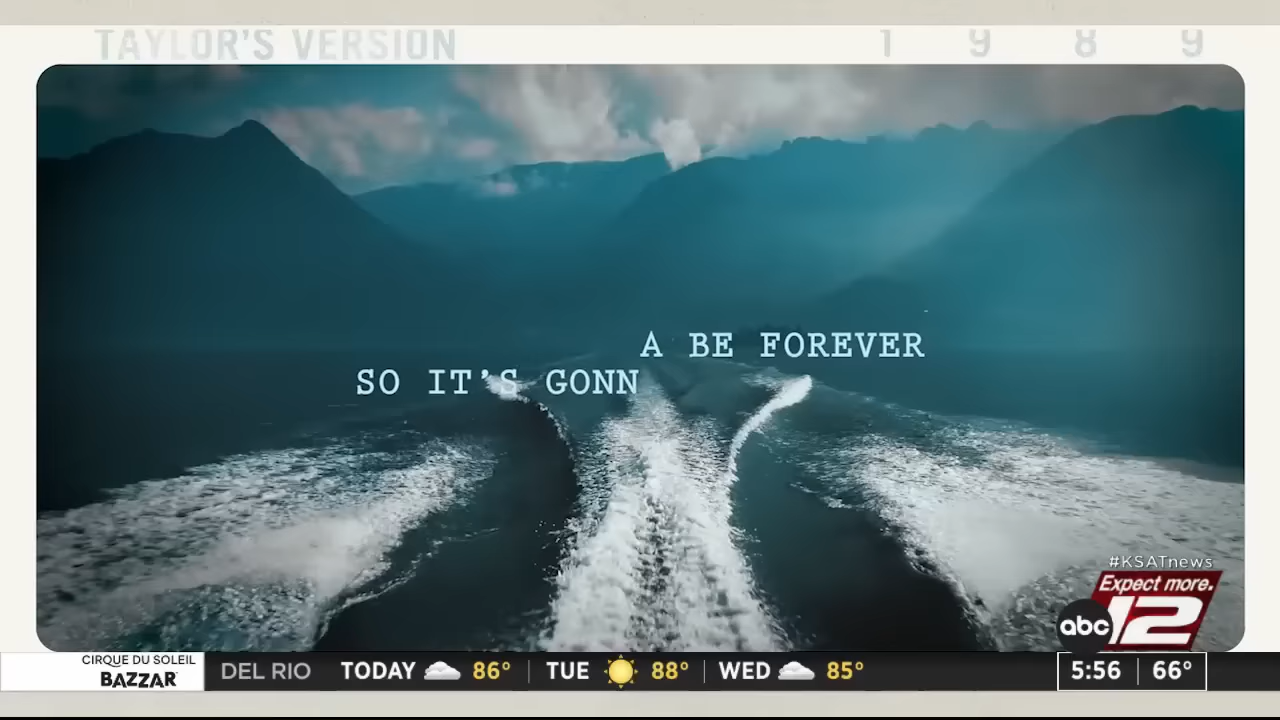 TAYLOR'S VERSION 1 9 8 9
A BE FOREVER
SO IT'S GONN
#KSATnews
Expect more.
abc 12
CIRQUE DU SOLEIL
BAZZAR
DEL RIO TODAY 86° TUE 88° WED 85° 5:56 66°